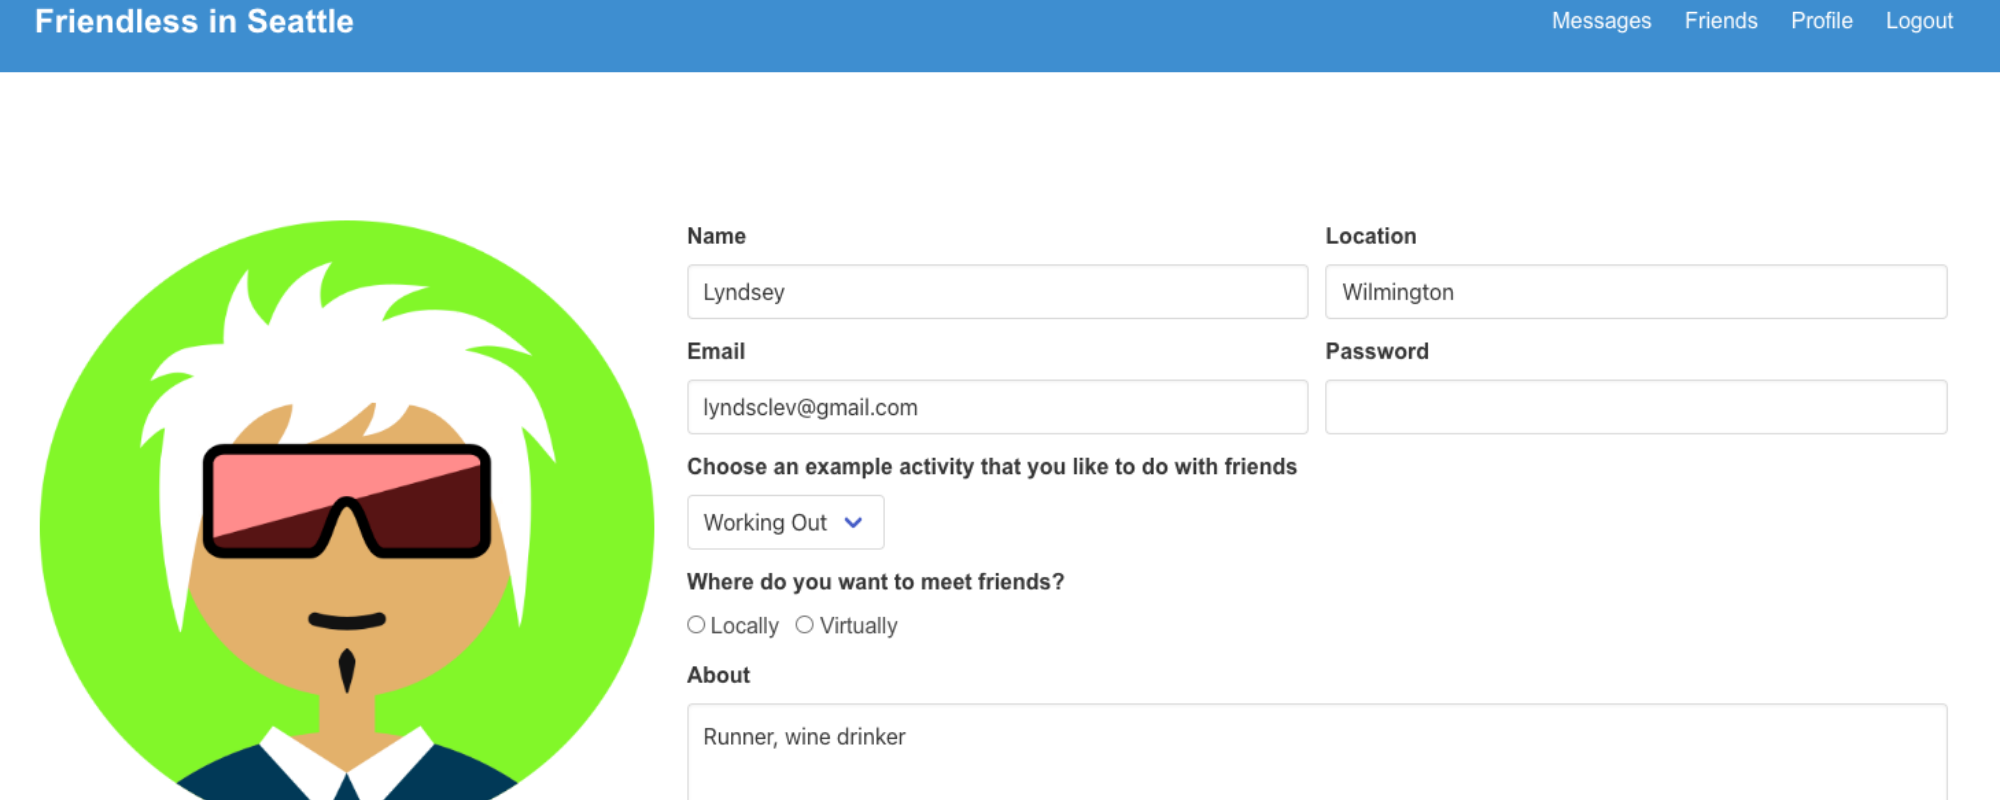 Friendless in Seattle Messages Friends Profile Logout
Name Location
Lyndsey Wilmington
Email Password
lyndsclev@gmail.com
Choose an example activity that you like to do with friends
Working Out
Where do you want to meet friends?
Locally Virtually
About
Runner, wine drinker